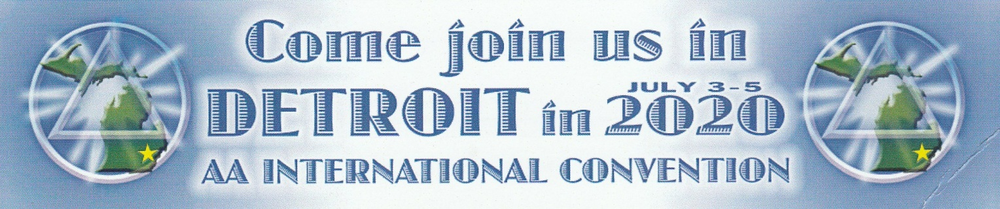 Come join us in
JULY 3-5
DETROIT in 2020
AA INTERNATIONAL CONVENTION